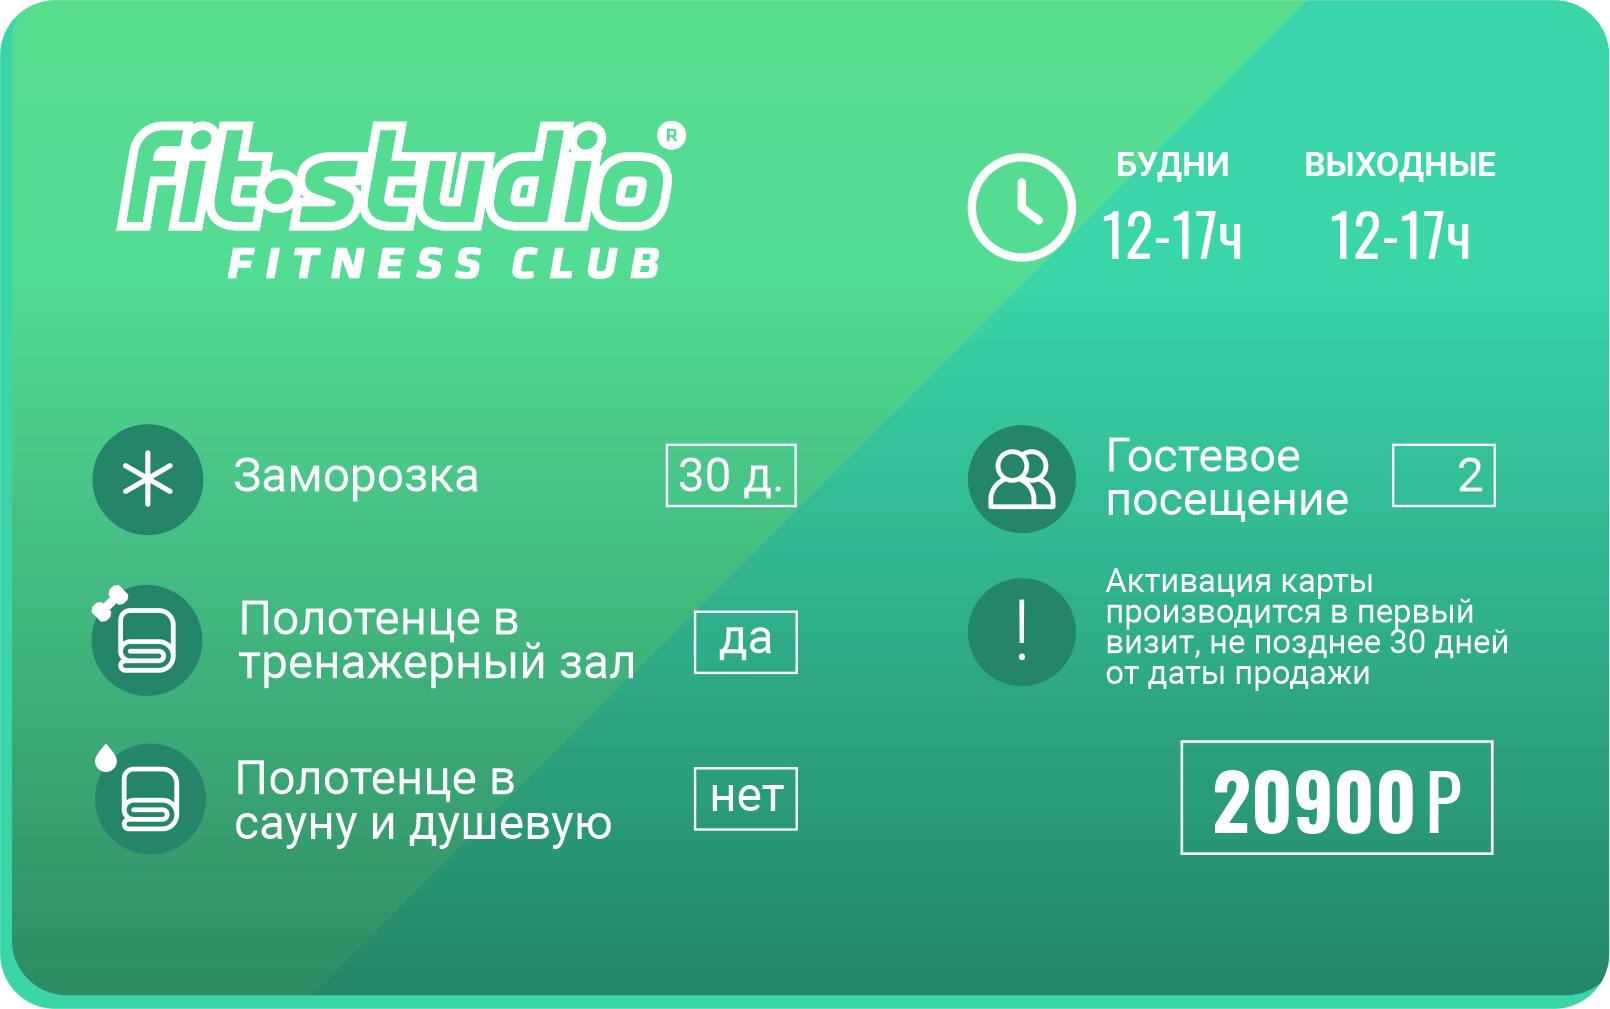 fit•studio®
FITNESS CLUB
БУДНИ
ВЫХОДНЫЕ
12-17ч
12-17ч
Заморозка
30 д.
Гостевое
посещение
2
Полотенце в
тренажерный зал
да
Активация карты
производится в первый
визит, не позднее 30 дней
от даты продажи
Полотенце в
сауну и душевую
нет
20900 Р